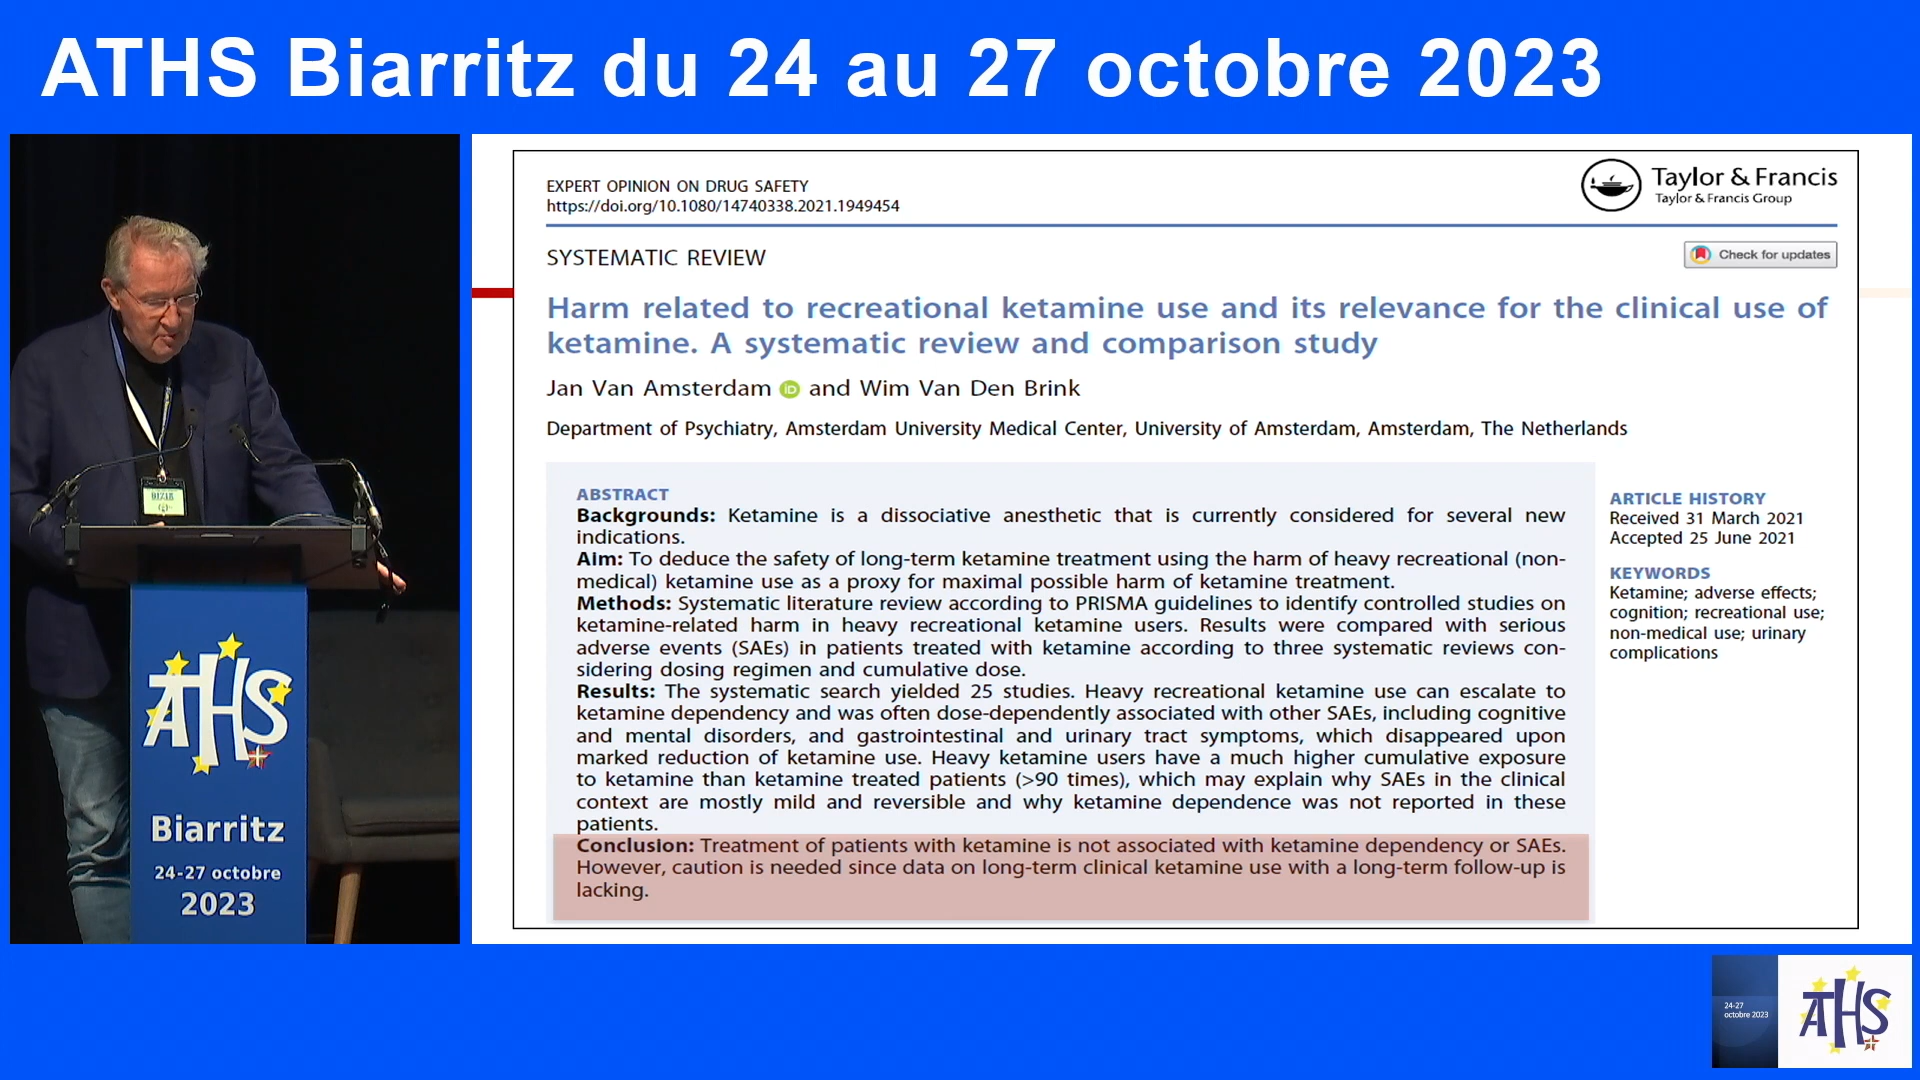 ATHS Biarritz du 24 au 27 octobre 2023
EXPERT OPINION ON DRUG SAFETY
https://doi.org/10.1080/14740338.2021.1949454
Taylor & Francis
Taylor & Francis Group
SYSTEMATIC REVIEW
Check for updates
Harm related to recreational ketamine use and its relevance for the clinical use of
ketamine. A systematic review and comparison study
Jan Van Amsterdam iD and Wim Van Den Brink
Department of Psychiatry, Amsterdam University Medical Center, University of Amsterdam, Amsterdam, The Netherlands
ABSTRACT
Backgrounds: Ketamine is a dissociative anesthetic that is currently considered for several new
indications.
Aim: To deduce the safety of long-term ketamine treatment using the harm of heavy recreational (non-
medical) ketamine use as a proxy for maximal possible harm of ketamine treatment.
Methods: Systematic literature review according to PRISMA guidelines to identify controlled studies on
ketamine-related harm in heavy recreational ketamine users. Results were compared with serious
adverse events (SAEs) in patients treated with ketamine according to three systematic reviews con-
sidering dosing regimen and cumulative dose.
Results: The systematic search yielded 25 studies. Heavy recreational ketamine use can escalate to
ketamine dependency and was often dose-dependently associated with other SAEs, including cognitive
and mental disorders, and gastrointestinal and urinary tract symptoms, which disappeared upon
marked reduction of ketamine use. Heavy ketamine users have a much higher cumulative exposure
to ketamine than ketamine treated patients (>90 times), which may explain why SAEs in the clinical
context are mostly mild and reversible and why ketamine dependence was not reported in these
patients.
Conclusion: Treatment of patients with ketamine is not associated with ketamine dependency or SAEs.
However, caution is needed since data on long-term clinical ketamine use with a long-term follow-up is
lacking.
ARTICLE HISTORY
Received 31 March 2021
Accepted 25 June 2021
KEYWORDS
Ketamine; adverse effects;
cognition; recreational use;
non-medical use; urinary
complications
ATHS
Biarritz
24-27 octobre
2023
24-27
octobre 2023
ATHS